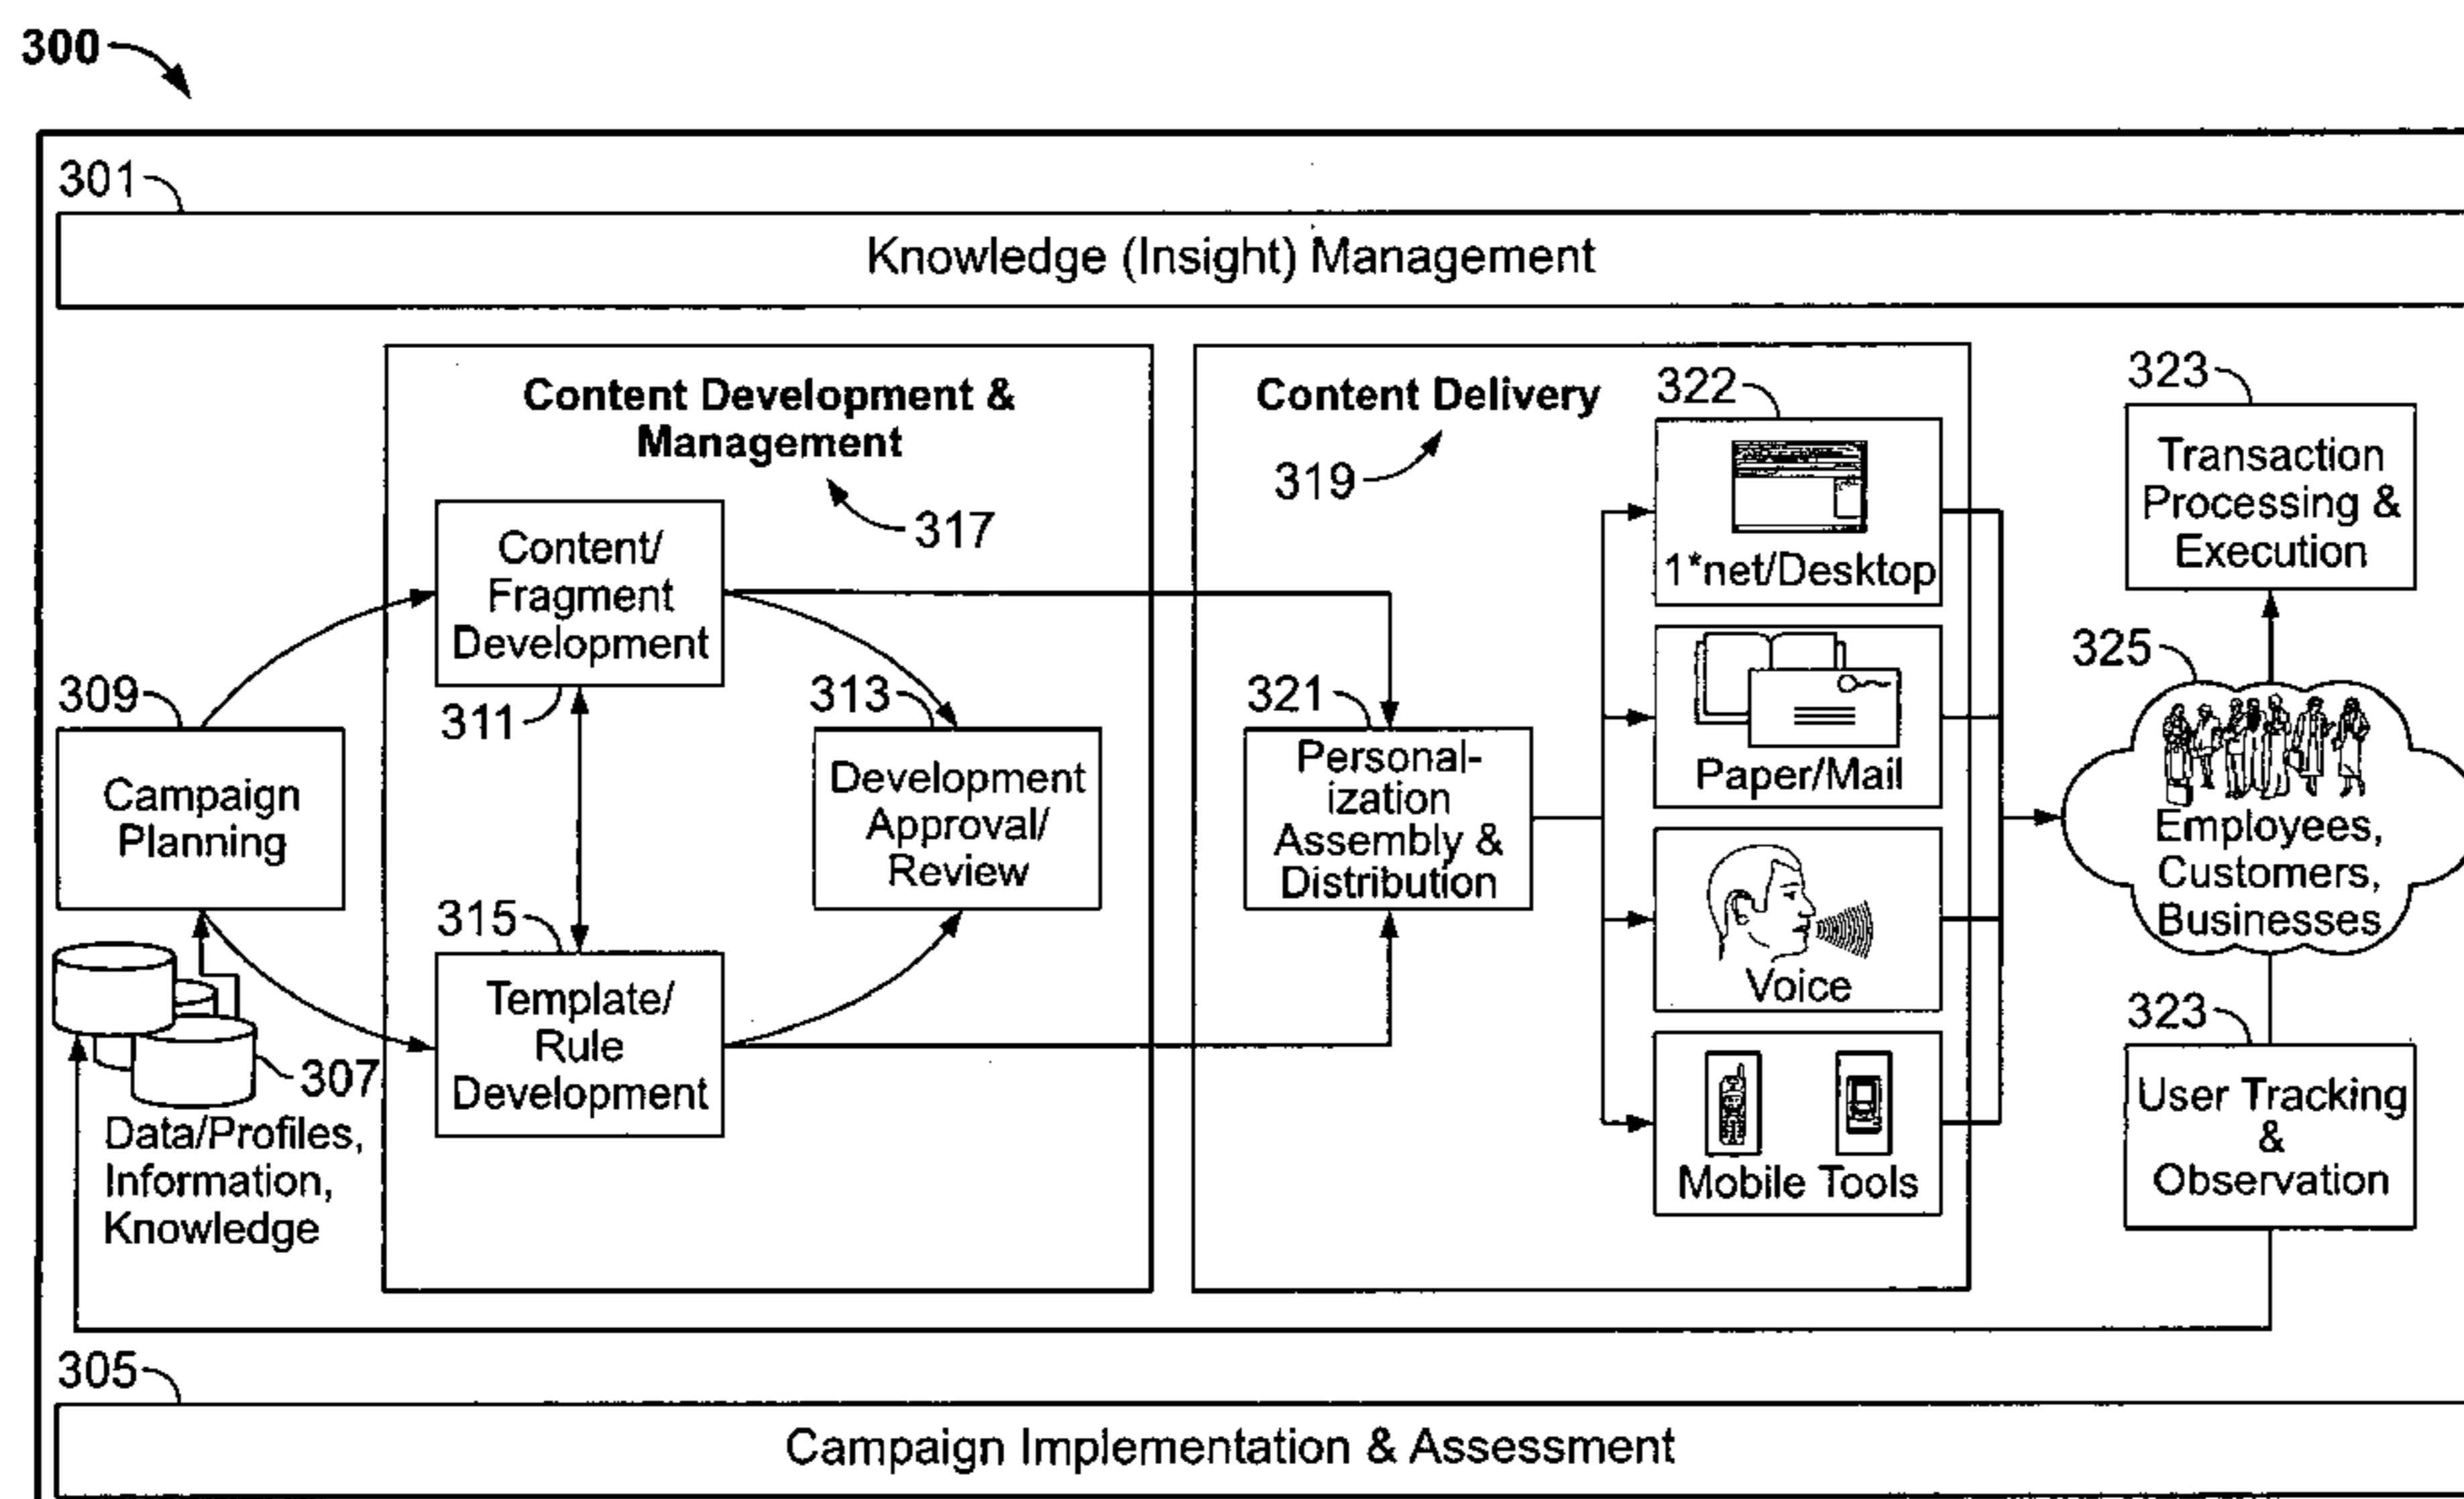 300
301
Knowledge (Insight) Management
Content Development &
Management
317
Content/
Fragment
Development
311
309
Campaign
Planning
313
Development
Approval/
Review
315
Template/
Rule
Development
307
Data/Profiles,
Information,
Knowledge
Content Delivery
319
321
Personal-
ization
Assembly &
Distribution
322
1*net/Desktop
Paper/Mail
Voice
Mobile Tools
323
Transaction
Processing &
Execution
325
Employees,
Customers,
Businesses
323
User Tracking
&
Observation
305
Campaign Implementation & Assessment